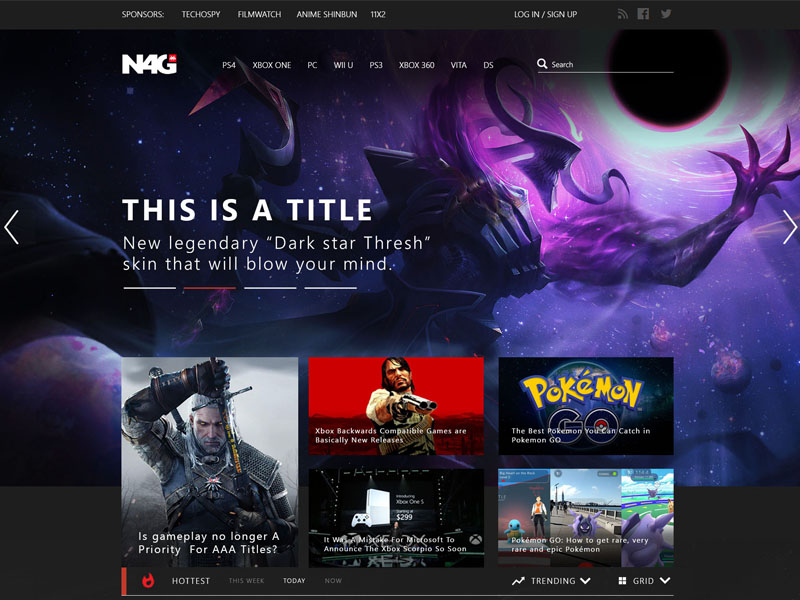 SPONSORS: TECHOSPY FILMWATCH ANIME SHINBUN 11X2 LOG IN / SIGN UP
N4G PS4 XBOX ONE PC WII U PS3 XBOX 360 VITA DS Search
THIS IS A TITLE
New legendary “Dark star Thresh”
skin that will blow your mind.
Is gameplay no longer A
Priority For AAA Titles?
Xbox Backwards Compatible Games are
Basically New Releases
POKéMON
GO
The Best Pokemon You Can Catch in
Pokemon GO
Introducing
Xbox One S
Starting at
$299
It Was A Mistake For Microsoft To
Announce The Xbox Scorpio So Soon
Pokémon GO: How to get rare, very
rare and epic Pokémon
HOTTEST THIS WEEK TODAY NOW TRENDING GRID